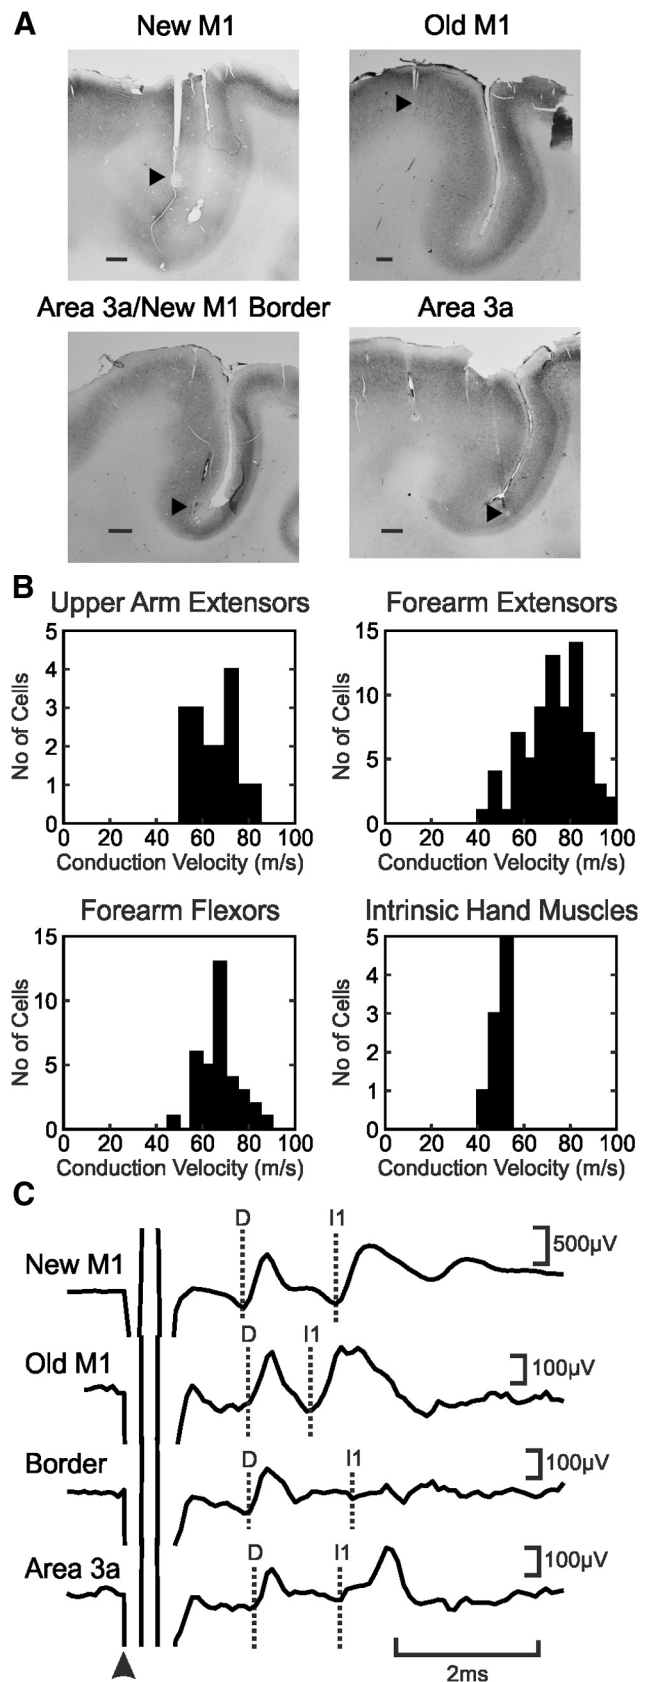 A
New M1
Old M1
Area 3a/New M1 Border
Area 3a
B
Upper Arm Extensors
Forearm Extensors
5
4
3
2
1
0
No of Cells
0 20 40 60 80 100
Conduction Velocity (m/s)
15
10
5
0
No of Cells
0 20 40 60 80 100
Conduction Velocity (m/s)
Forearm Flexors
Intrinsic Hand Muscles
15
10
5
0
No of Cells
0 20 40 60 80 100
Conduction Velocity (m/s)
5
4
3
2
1
0
No of Cells
0 20 40 60 80 100
Conduction Velocity (m/s)
C
New M1
D
I1
500µV
Old M1
D
I1
100µV
Border
D
I1
100µV
Area 3a
D
I1
100µV
2ms